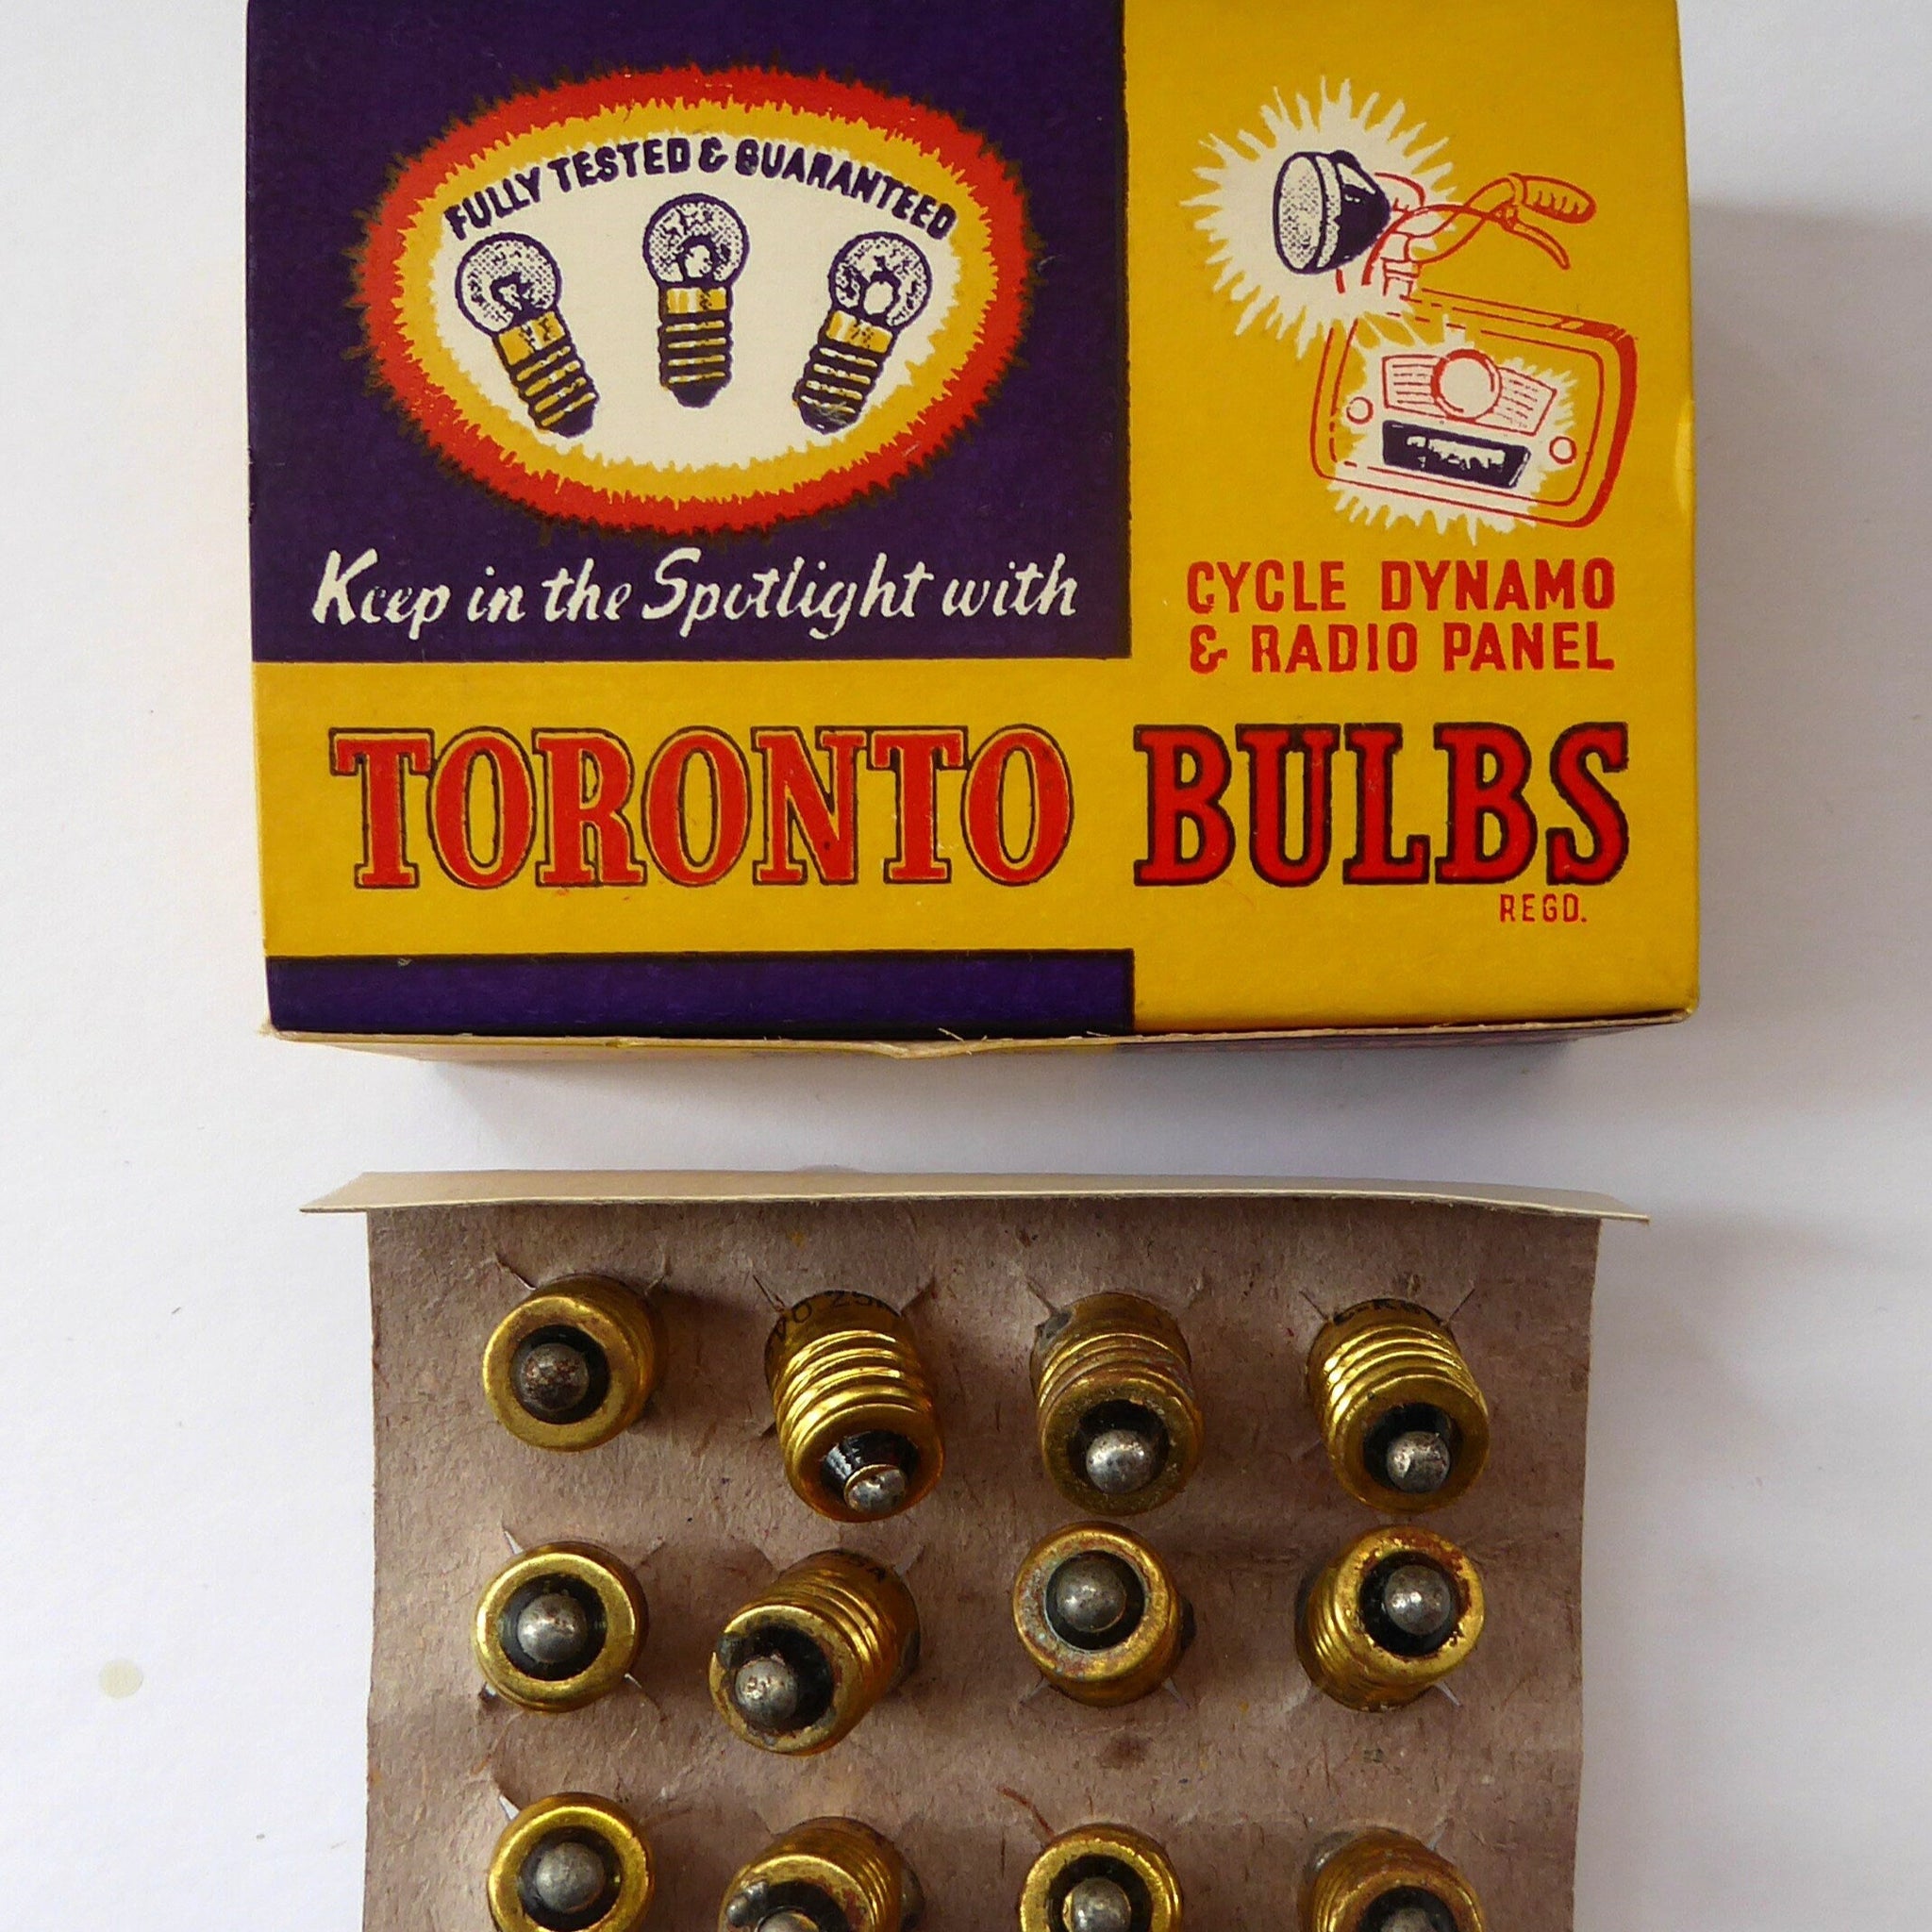 FULLY TESTED & GUARANTEED
Keep in the Spotlight with
CYCLE DYNAMO
& RADIO PANEL
TORONTO BULBS
REGD.